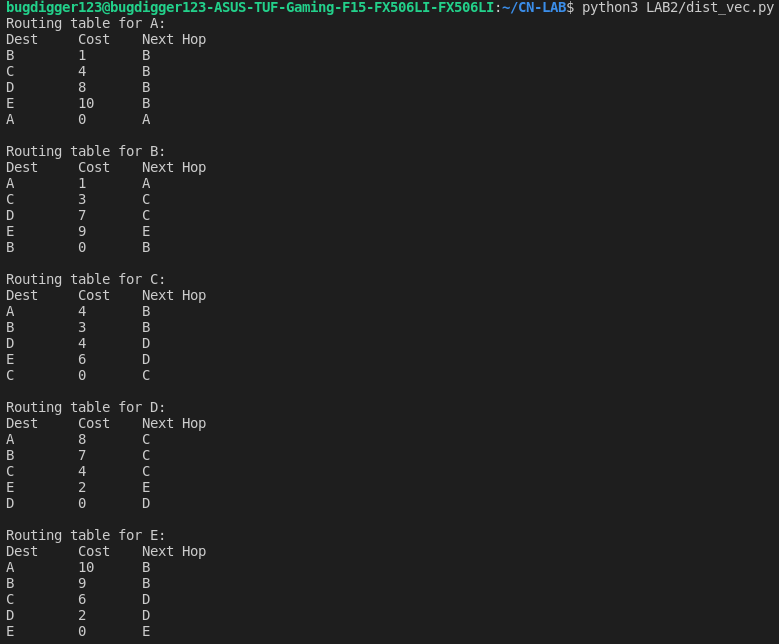 bugdigger123@bugdigger123-ASUS-TUF-Gaming-F15-FX506LI-FX506LI:~/CN-LAB$ python3 LAB2/dist_vec.py
Routing table for A:
Dest     Cost    Next Hop
B        1       B
C        4       B
D        8       B
E        10      B
A        0       A

Routing table for B:
Dest     Cost    Next Hop
A        1       A
C        3       C
D        7       C
E        9       E
B        0       B

Routing table for C:
Dest     Cost    Next Hop
A        4       B
B        3       B
D        4       D
E        6       D
C        0       C

Routing table for D:
Dest     Cost    Next Hop
A        8       C
B        7       C
C        4       C
E        2       E
D        0       D

Routing table for E:
Dest     Cost    Next Hop
A        10      B
B        9       B
C        6       D
D        2       D
E        0       E